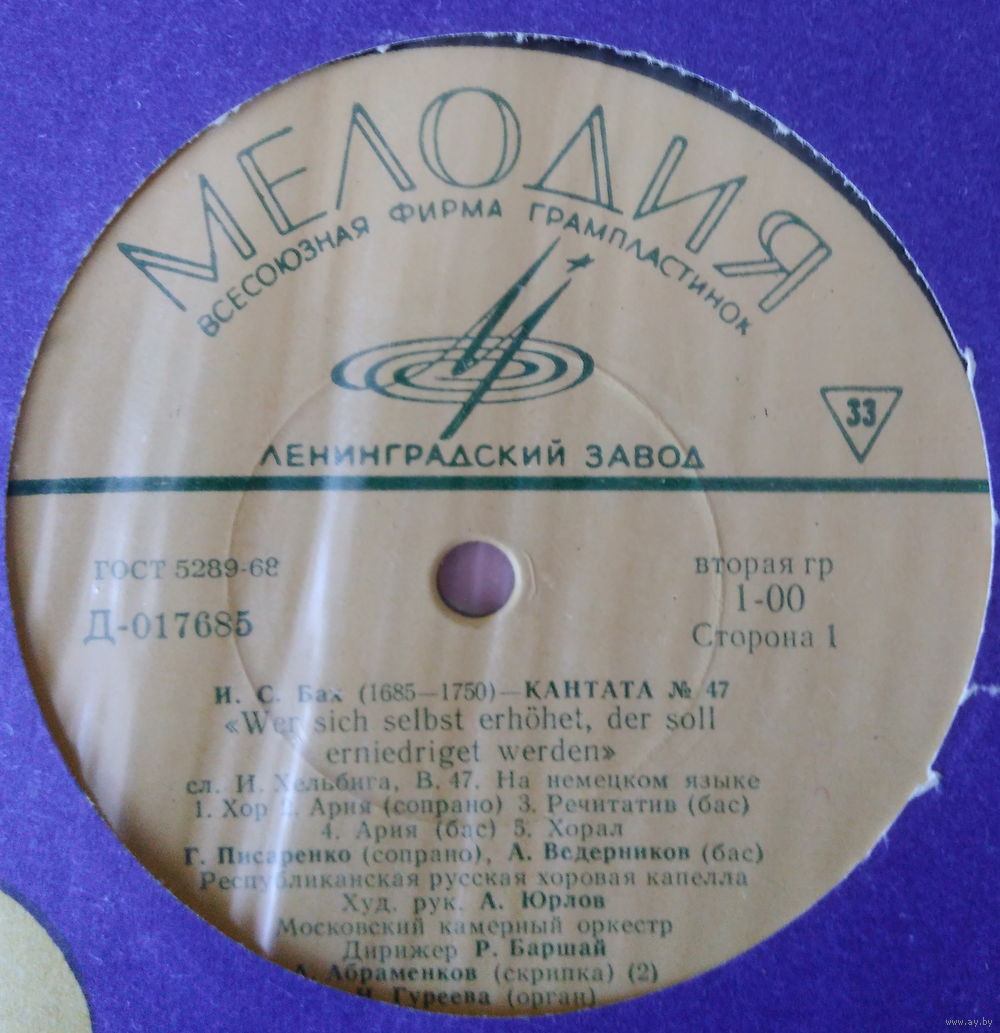 МЕЛОДИЯ
ВСЕСОЮЗНАЯ ФИРМА ГРАМПЛАСТИНОК
33
ЛЕНИНГРАДСКИЙ ЗАВОД
ГОСТ 5289-68
Д-017685
вторая гр
1-00
Сторона 1
И. С. Бах (1685—1750)—КАНТАТА № 47
«Wer sich selbst erhöhet, der soll
erniedriget werden»
сл. И. Хельбига, В. 47. На немецком языке
1. Хор 2. Ария (сопрано) 3. Речитатив (бас)
4. Ария (бас) 5. Хорал
Г. Писаренко (сопрано), А. Ведерников (бас)
Республиканская русская хоровая капелла
Худ. рук. А. Юрлов
Московский камерный оркестр
Дирижер Р. Баршай
Абраменков (скрипка) (2)
Гуреева (орган)
www.ay.by